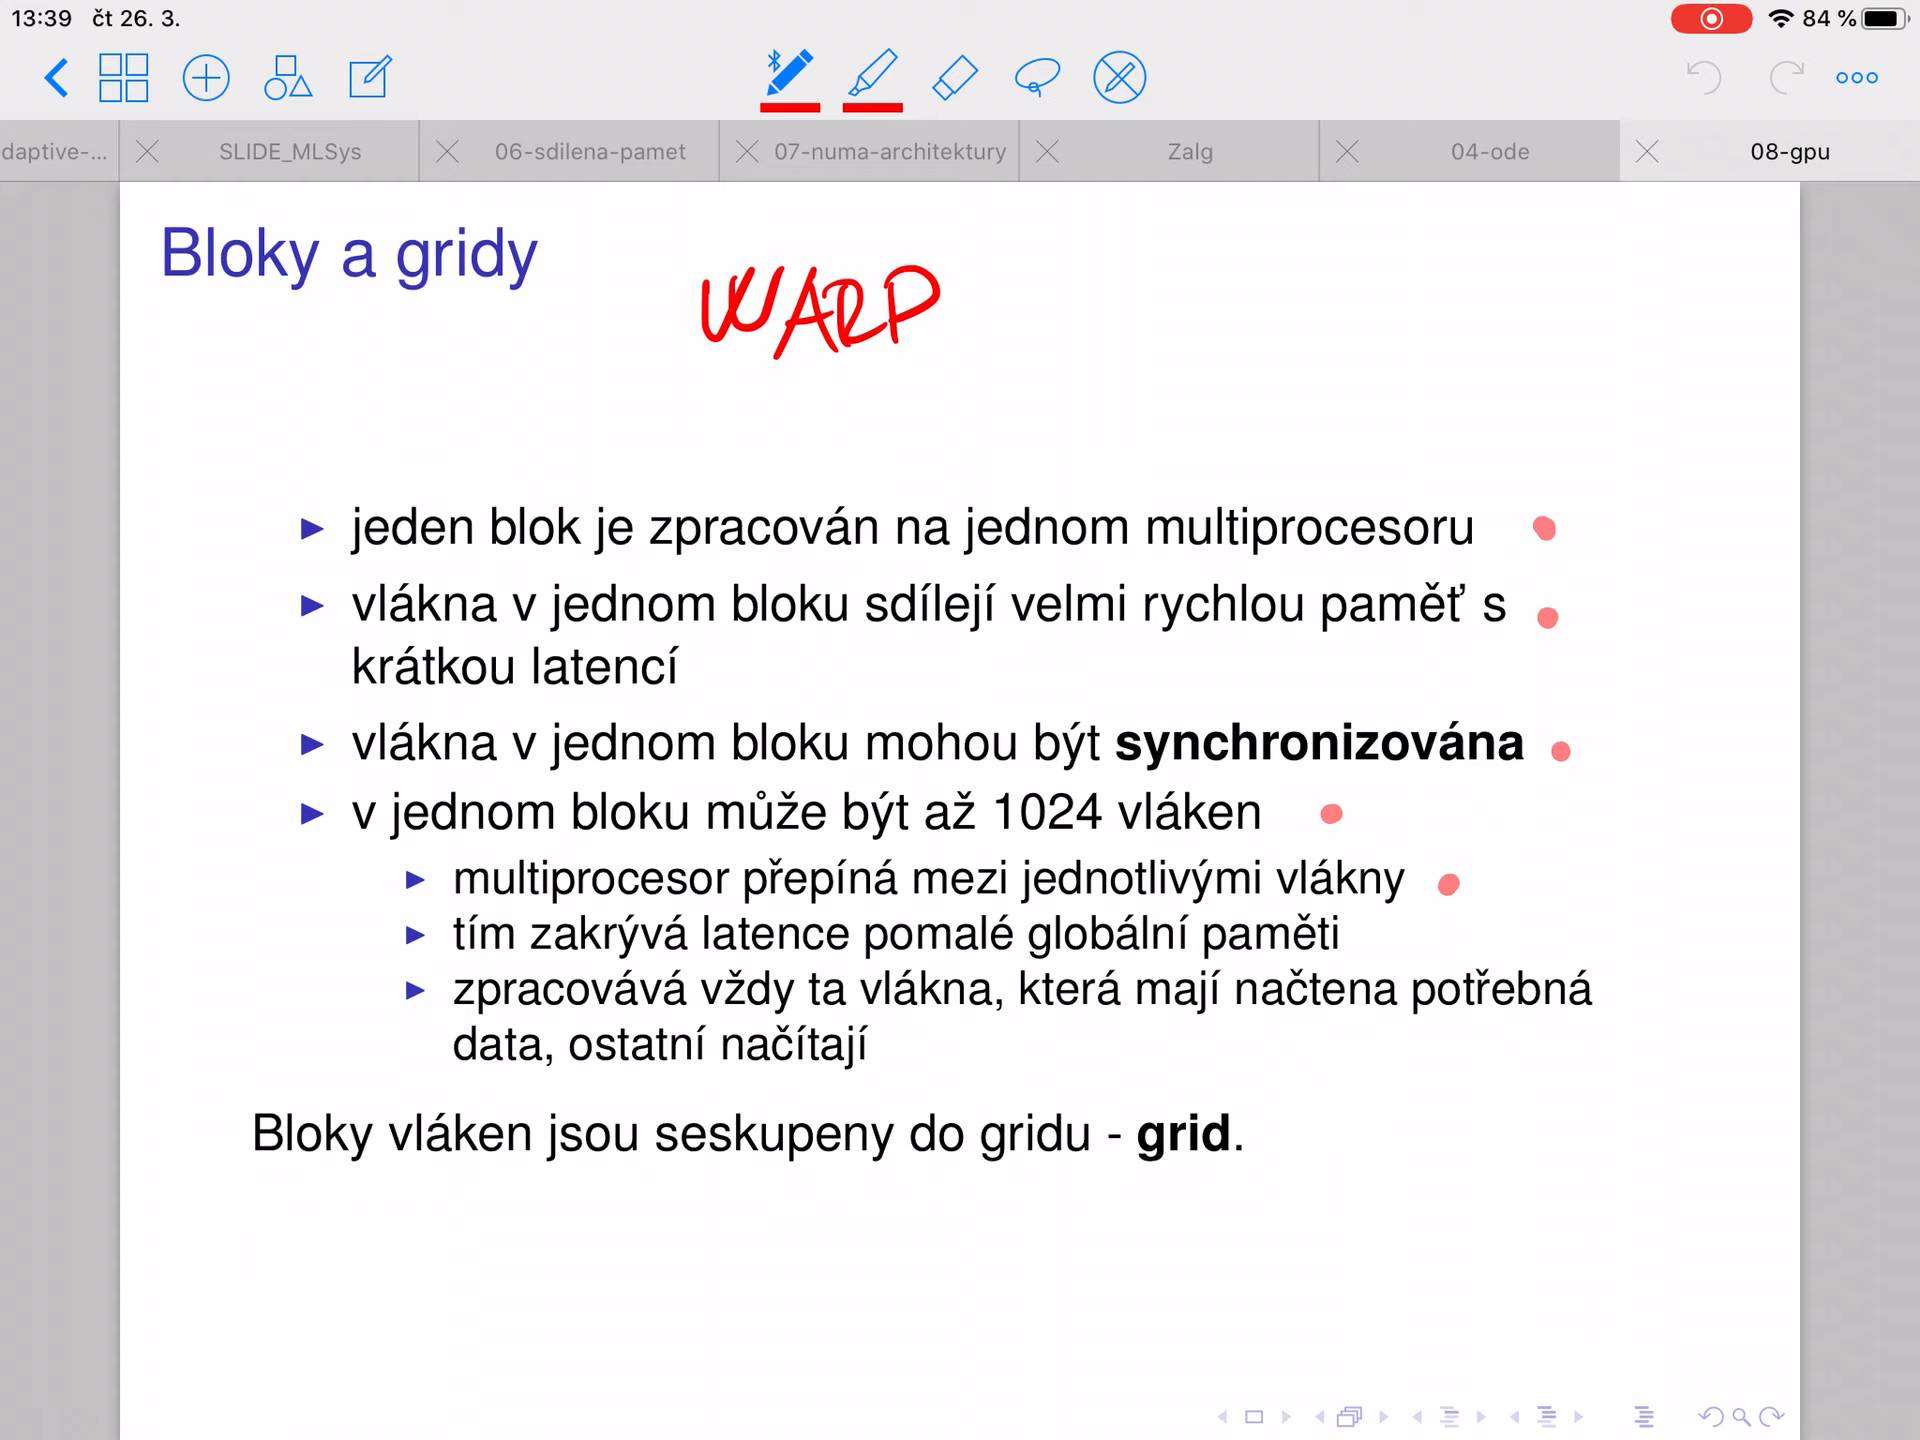 13:39 čt 26. 3. 84 %
daptive-... SLIDE_MLSys 06-sdilena-pamet 07-numa-architektury Zalg 04-ode 08-gpu
Bloky a gridy
WARP
jeden blok je zpracován na jednom multiprocesoru
vlákna v jednom bloku sdílejí velmi rychlou paměť s
krátkou latencí
vlákna v jednom bloku mohou být synchronizována
v jednom bloku může být až 1024 vláken
multiprocesor přepíná mezi jednotlivými vlákny
tím zakrývá latence pomalé globální paměti
zpracovává vždy ta vlákna, která mají načtena potřebná
data, ostatní načítají
Bloky vláken jsou seskupeny do gridu - grid.